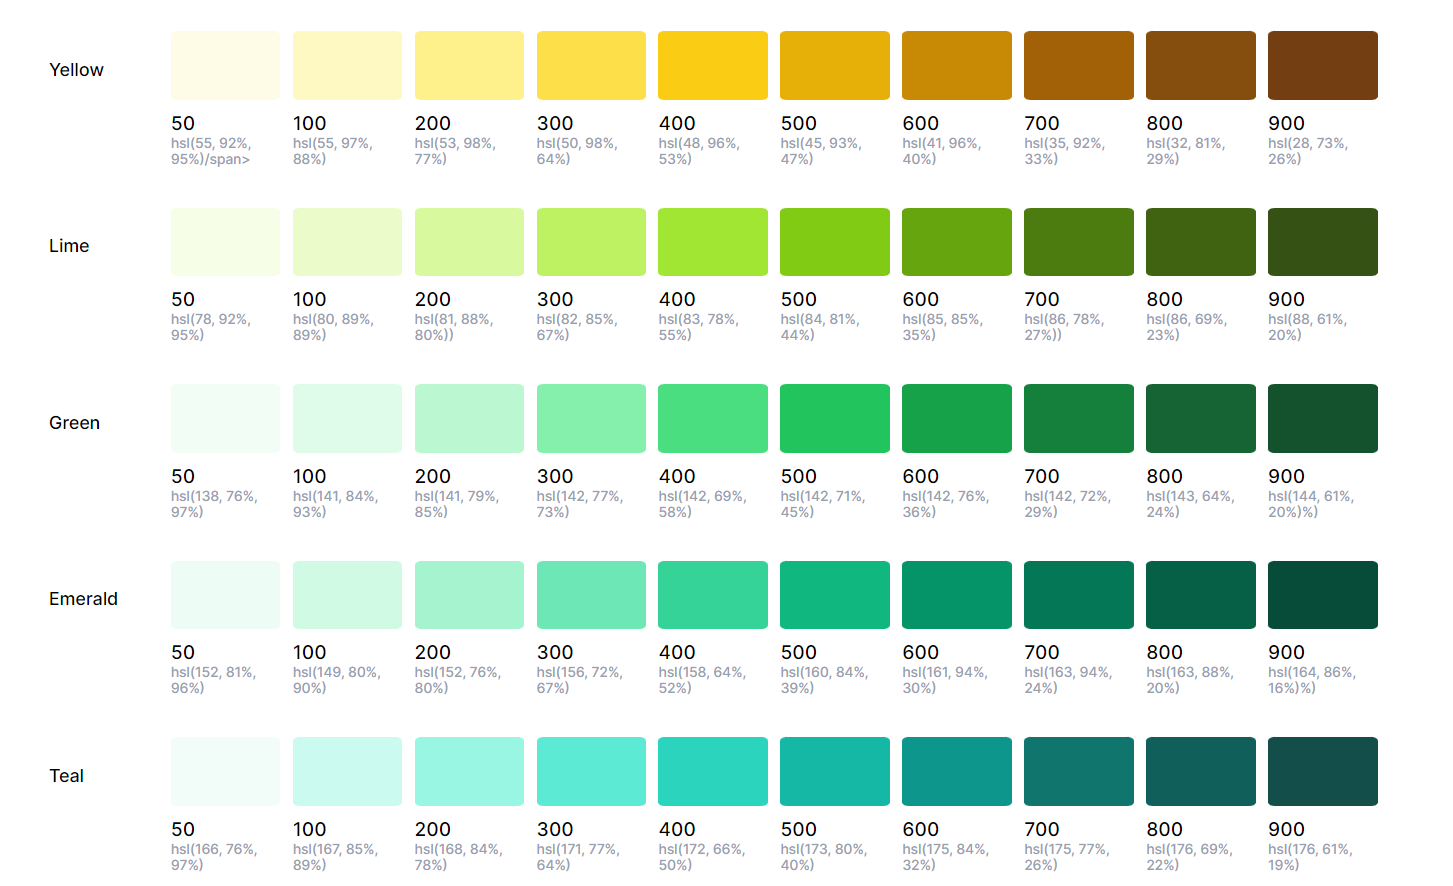 Yellow
50
hsl(55, 92%,
95%)/span>
100
hsl(55, 97%,
88%)
200
hsl(53, 98%,
77%)
300
hsl(50, 98%,
64%)
400
hsl(48, 96%,
53%)
500
hsl(45, 93%,
47%)
600
hsl(41, 96%,
40%)
700
hsl(35, 92%,
33%)
800
hsl(32, 81%,
29%)
900
hsl(28, 73%,
26%)
Lime
50
hsl(78, 92%,
95%)
100
hsl(80, 89%,
89%)
200
hsl(81, 88%,
80%))
300
hsl(82, 85%,
67%)
400
hsl(83, 78%,
55%)
500
hsl(84, 81%,
44%)
600
hsl(85, 85%,
35%)
700
hsl(86, 78%,
27%))
800
hsl(86, 69%,
23%)
900
hsl(88, 61%,
20%)
Green
50
hsl(138, 76%,
97%)
100
hsl(141, 84%,
93%)
200
hsl(141, 79%,
85%)
300
hsl(142, 77%,
73%)
400
hsl(142, 69%,
58%)
500
hsl(142, 71%,
45%)
600
hsl(142, 76%,
36%)
700
hsl(142, 72%,
29%)
800
hsl(143, 64%,
24%)
900
hsl(144, 61%,
20%)%)
Emerald
50
hsl(152, 81%,
96%)
100
hsl(149, 80%,
90%)
200
hsl(152, 76%,
80%)
300
hsl(156, 72%,
67%)
400
hsl(158, 64%,
52%)
500
hsl(160, 84%,
39%)
600
hsl(161, 94%,
30%)
700
hsl(163, 94%,
24%)
800
hsl(163, 88%,
20%)
900
hsl(164, 86%,
16%)%)
Teal
50
hsl(166, 76%,
97%)
100
hsl(167, 85%,
89%)
200
hsl(168, 84%,
78%)
300
hsl(171, 77%,
64%)
400
hsl(172, 66%,
50%)
500
hsl(173, 80%,
40%)
600
hsl(175, 84%,
32%)
700
hsl(175, 77%,
26%)
800
hsl(176, 69%,
22%)
900
hsl(176, 61%,
19%)